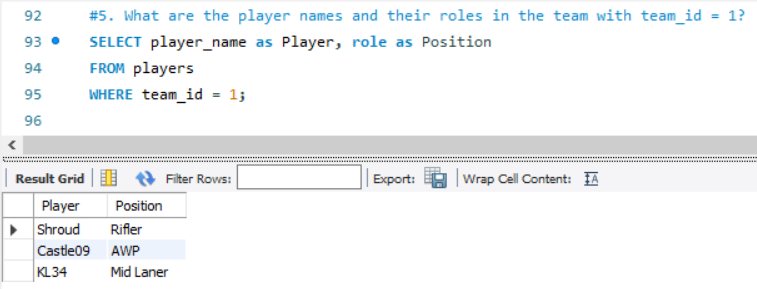 92 #5. What are the player names and their roles in the team with team_id = 1?
93 SELECT player_name as Player, role as Position
94 FROM players
95 WHERE team_id = 1;
96
Result Grid Filter Rows: Export: Wrap Cell Content: IA
Player Position
Shroud Rifler
Castle09 AWP
KL34 Mid Laner